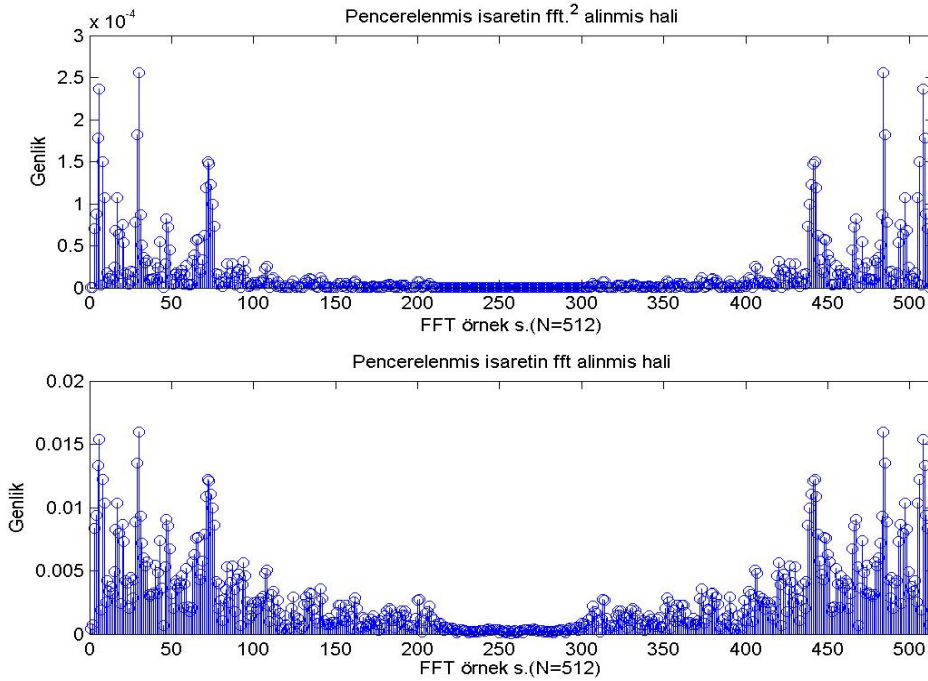 Pencerelenmis isaretin fft.² alinmis hali
x 10⁻⁴
3
2.5
2
1.5
1
0.5
0
Genlik
0 50 100 150 200 250 300 350 400 450 500
FFT örnek s.(N=512)
Pencerelenmis isaretin fft alinmis hali
0.02
0.015
0.01
0.005
0
Genlik
0 50 100 150 200 250 300 350 400 450 500
FFT örnek s.(N=512)